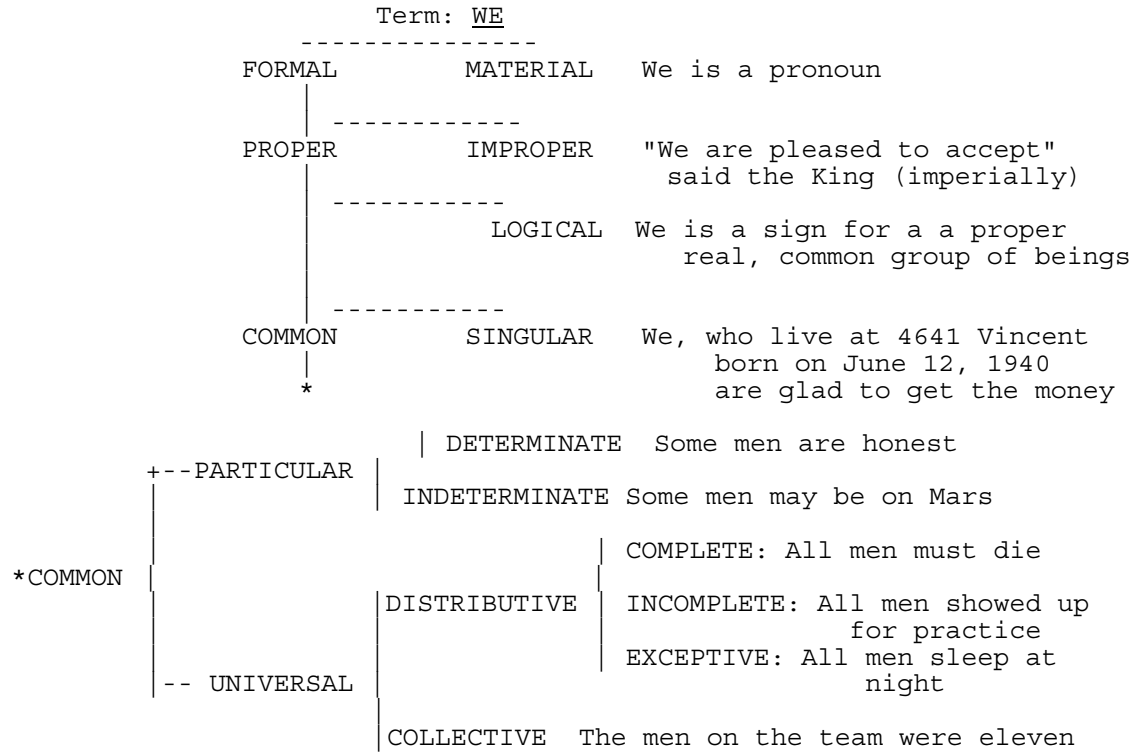 Term: WE
FORMAL MATERIAL We is a pronoun
PROPER IMPROPER "We are pleased to accept"
said the King (imperially)
LOGICAL We is a sign for a a proper
real, common group of beings
COMMON SINGULAR We, who live at 4641 Vincent
born on June 12, 1940
* are glad to get the money
DETERMINATE Some men are honest
+--PARTICULAR
INDETERMINATE Some men may be on Mars
COMPLETE: All men must die
*COMMON
DISTRIBUTIVE INCOMPLETE: All men showed up
for practice
EXCEPTIVE: All men sleep at
-- UNIVERSAL night
COLLECTIVE The men on the team were eleven